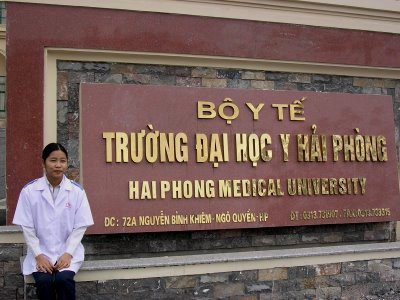 BỘ Y TẾ
TRƯỜNG ĐẠI HỌC Y HẢI PHÒNG
HAI PHONG MEDICAL UNIVERSITY
DC: 72A NGUYỄN BỈNH KHIÊM- NGÔ QUYỀN-HP
ĐT: